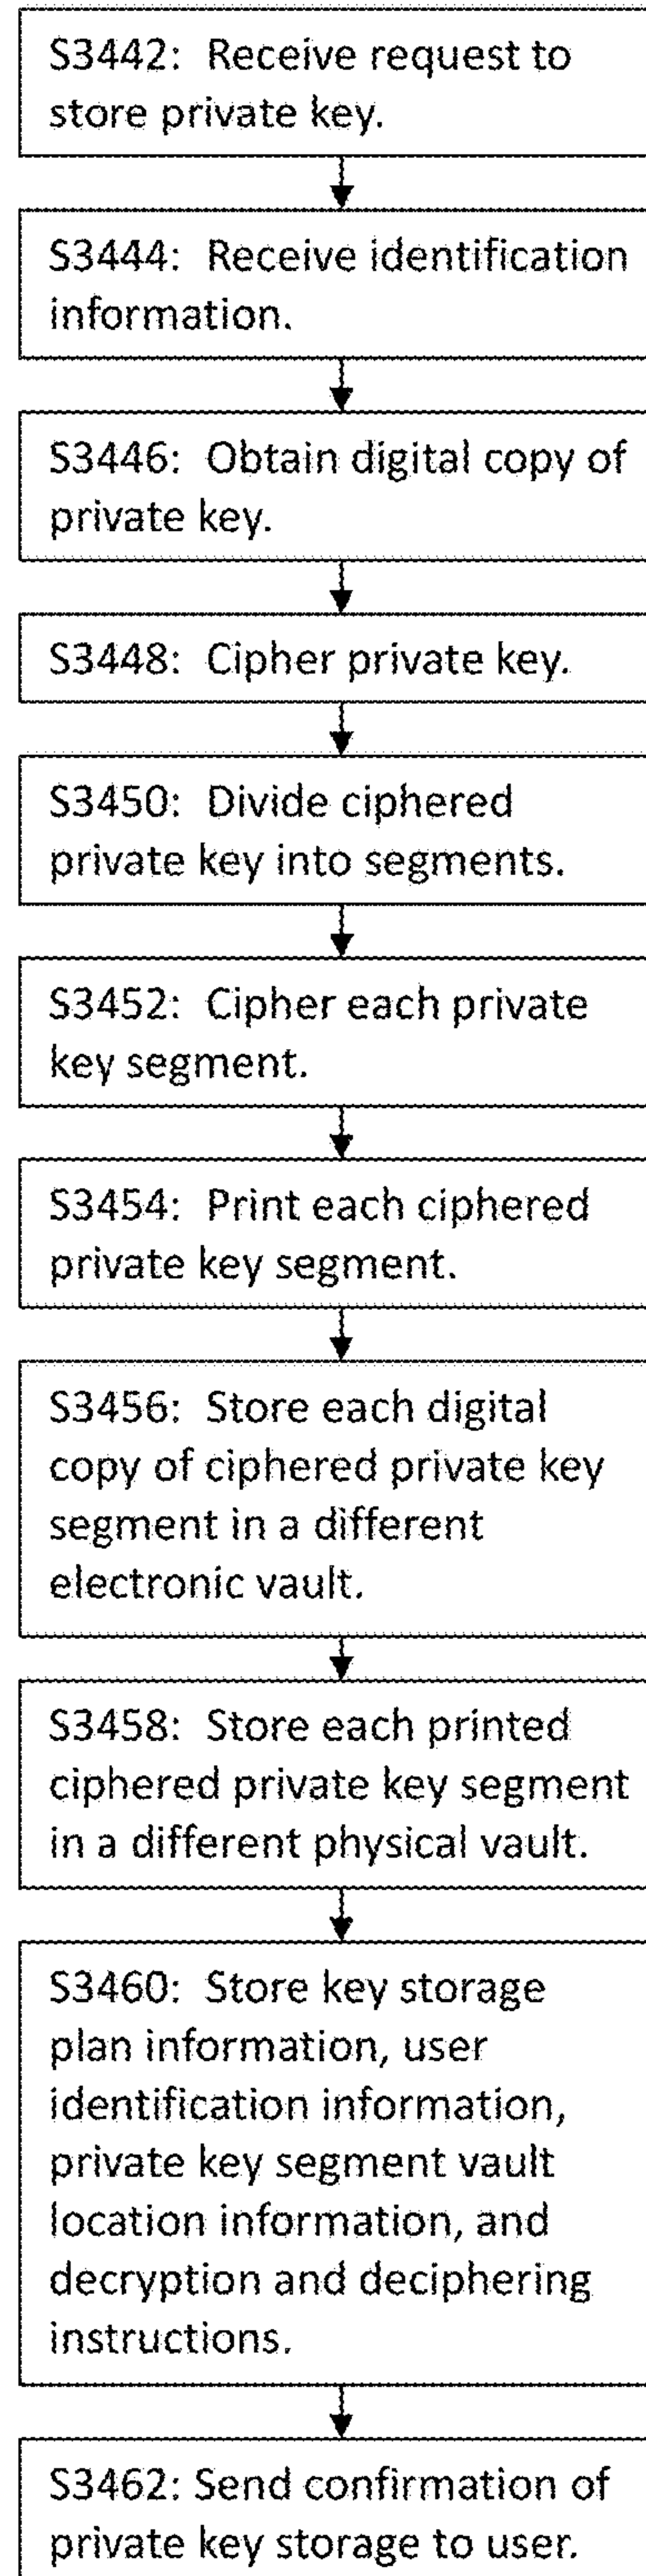 S3442: Receive request to
store private key.
S3444: Receive identification
information.
S3446: Obtain digital copy of
private key.
S3448: Cipher private key.
S3450: Divide ciphered
private key into segments.
S3452: Cipher each private
key segment.
S3454: Print each ciphered
private key segment.
S3456: Store each digital
copy of ciphered private key
segment in a different
electronic vault.
S3458: Store each printed
ciphered private key segment
in a different physical vault.
S3460: Store key storage
plan information, user
identification information,
private key segment vault
location information, and
decryption and deciphering
instructions.
S3462: Send confirmation of
private key storage to user.